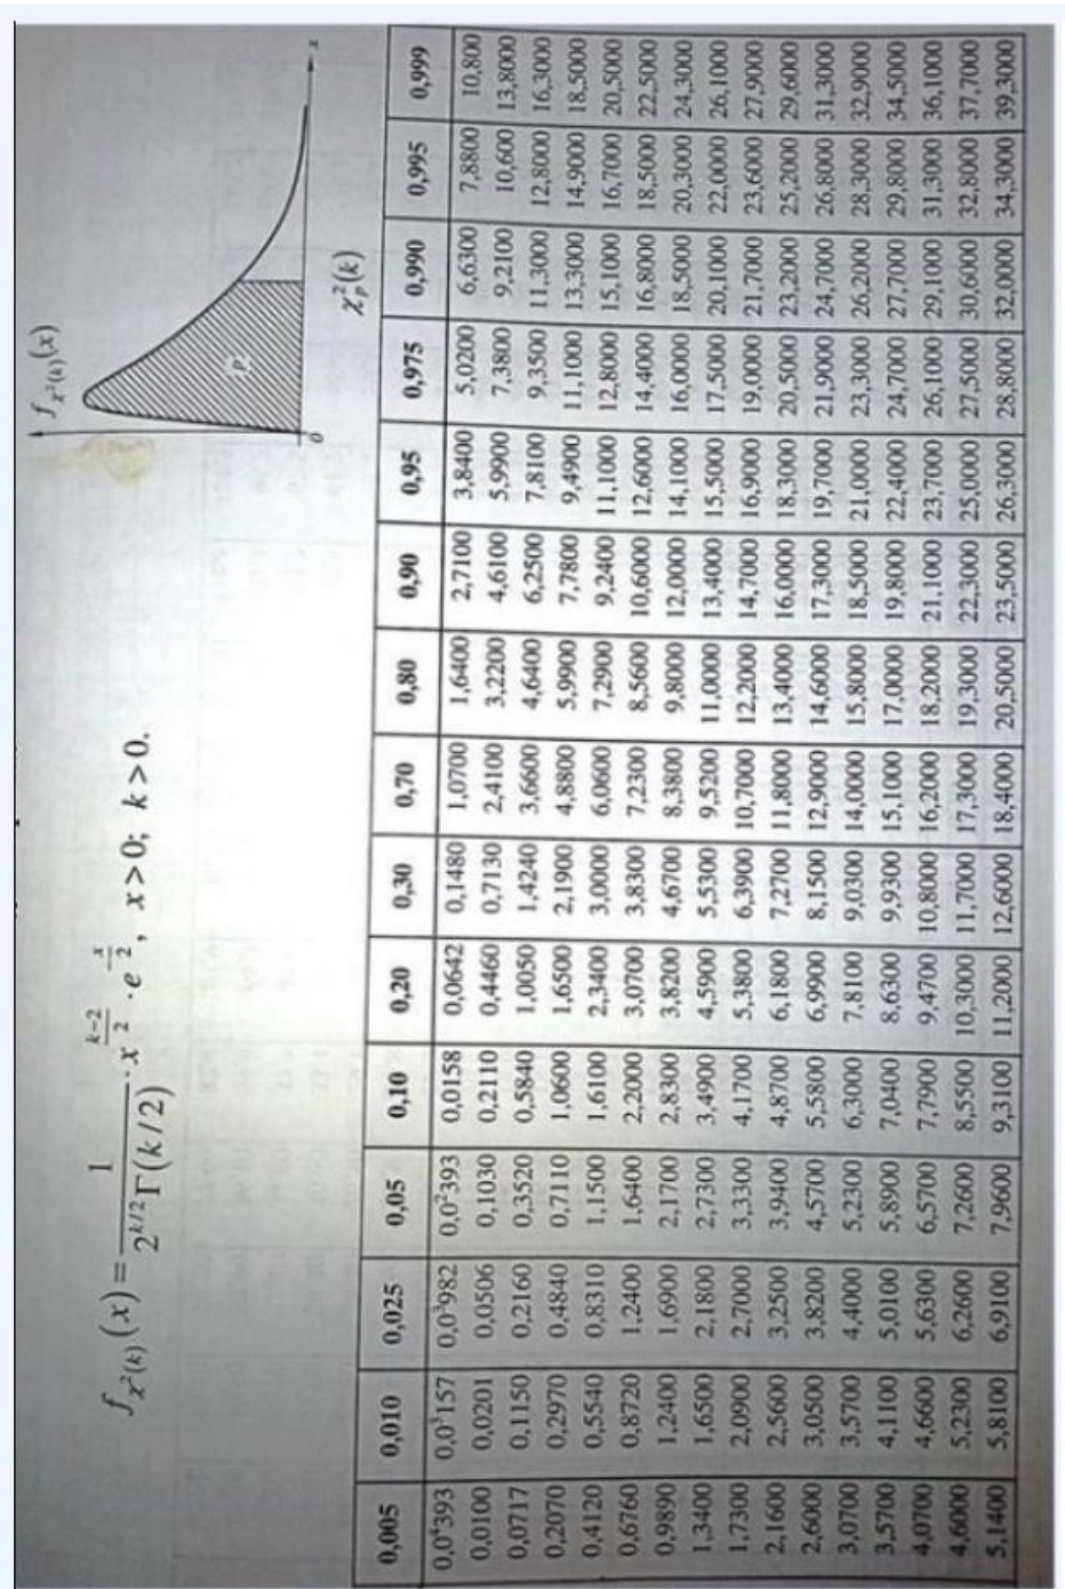 f_{χ²(k)}(x) = 1 / (2^{k/2} Γ(k/2)) · x^{(k−2)/2} · e^{−x/2}, x>0; k>0.
f_{χ²(k)}(x)
P
0
x
χ²_p(k)
0,005 0,010 0,025 0,05 0,10 0,20 0,30 0,70 0,80 0,90 0,95 0,975 0,990 0,995 0,999
0,0⁴393 0,0³157 0,0³982 0,0²393 0,0158 0,0642 0,1480 1,0700 1,6400 2,7100 3,8400 5,0200 6,6300 7,8800 10,800
0,0100 0,0201 0,0506 0,1030 0,2110 0,4460 0,7130 2,4100 3,2200 4,6100 5,9900 7,3800 9,2100 10,600 13,8000
0,0717 0,1150 0,2160 0,3520 0,5840 1,0050 1,4240 3,6600 4,6400 6,2500 7,8100 9,3500 11,3000 12,8000 16,3000
0,2070 0,2970 0,4840 0,7110 1,0600 1,6500 2,1900 4,8800 5,9900 7,7800 9,4900 11,1000 13,3000 14,9000 18,5000
0,4120 0,5540 0,8310 1,1500 1,6100 2,3400 3,0000 6,0600 7,2900 9,2400 11,1000 12,8000 15,1000 16,7000 20,5000
0,6760 0,8720 1,2400 1,6400 2,2000 3,0700 3,8300 7,2300 8,5600 10,6000 12,6000 14,4000 16,8000 18,5000 22,5000
0,9890 1,2400 1,6900 2,1700 2,8300 3,8200 4,6700 8,3800 9,8000 12,0000 14,1000 16,0000 18,5000 20,3000 24,3000
1,3400 1,6500 2,1800 2,7300 3,4900 4,5900 5,5300 9,5200 11,0000 13,4000 15,5000 17,5000 20,1000 22,0000 26,1000
1,7300 2,0900 2,7000 3,3300 4,1700 5,3800 6,3900 10,7000 12,2000 14,7000 16,9000 19,0000 21,7000 23,6000 27,9000
2,1600 2,5600 3,2500 3,9400 4,8700 6,1800 7,2700 11,8000 13,4000 16,0000 18,3000 20,5000 23,2000 25,2000 29,6000
2,6000 3,0500 3,8200 4,5700 5,5800 6,9900 8,1500 12,9000 14,6000 17,3000 19,7000 21,9000 24,7000 26,8000 31,3000
3,0700 3,5700 4,4000 5,2300 6,3000 7,8100 9,0300 14,0000 15,8000 18,5000 21,0000 23,3000 26,2000 28,3000 32,9000
3,5700 4,1100 5,0100 5,8900 7,0400 8,6300 9,9300 15,1000 17,0000 19,8000 22,4000 24,7000 27,7000 29,8000 34,5000
4,0700 4,6600 5,6300 6,5700 7,7900 9,4700 10,8000 16,2000 18,2000 21,1000 23,7000 26,1000 29,1000 31,3000 36,1000
4,6000 5,2300 6,2600 7,2600 8,5500 10,3000 11,7000 17,3000 19,3000 22,3000 25,0000 27,5000 30,6000 32,8000 37,7000
5,1400 5,8100 6,9100 7,9600 9,3100 11,2000 12,6000 18,4000 20,5000 23,5000 26,3000 28,8000 32,0000 34,3000 39,3000